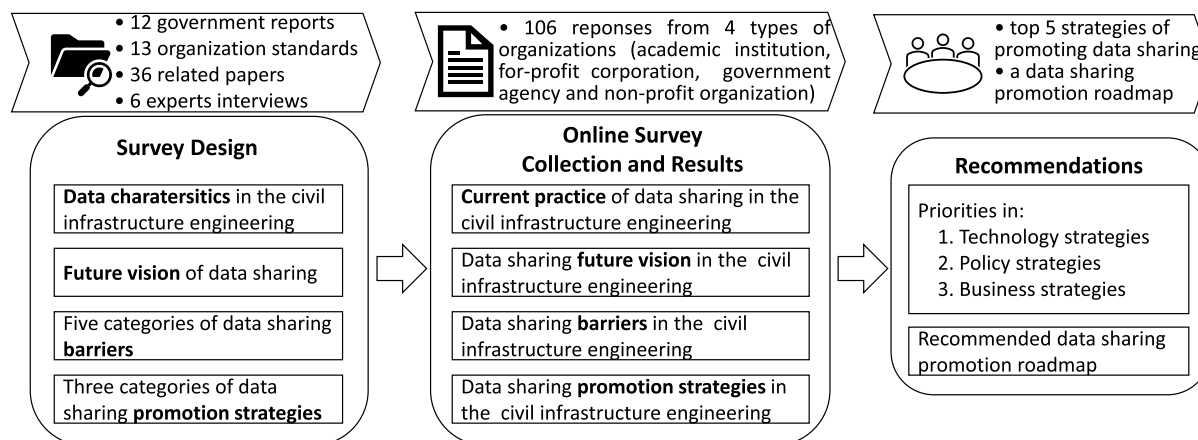 • 12 government reports
• 13 organization standards
• 36 related papers
• 6 experts interviews
• 106 reponses from 4 types of
organizations (academic institution,
for-profit corporation, government
agency and non-profit organization)
• top 5 strategies of
promoting data sharing
• a data sharing
promotion roadmap
Survey Design
Data charatersitics in the civil
infrastructure engineering
Future vision of data sharing
Five categories of data sharing
barriers
Three categories of data
sharing promotion strategies
Online Survey
Collection and Results
Current practice of data sharing in the
civil infrastructure engineering
Data sharing future vision in the civil
infrastructure engineering
Data sharing barriers in the civil
infrastructure engineering
Data sharing promotion strategies in
the civil infrastructure engineering
Recommendations
Priorities in:
1. Technology strategies
2. Policy strategies
3. Business strategies
Recommended data sharing
promotion roadmap